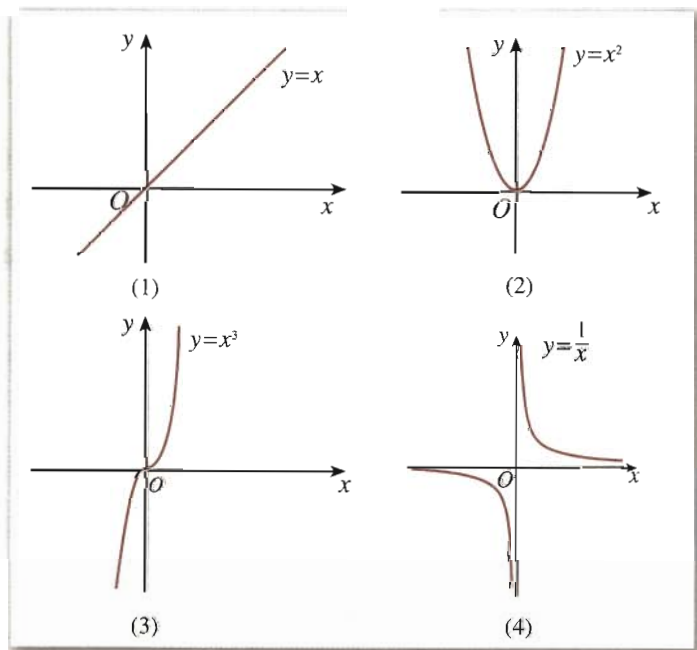 y
y=x
O
x
(1)
y
y=x²
O
x
(2)
y
y=x³
O
x
(3)
y
y=1/x
O
x
(4)